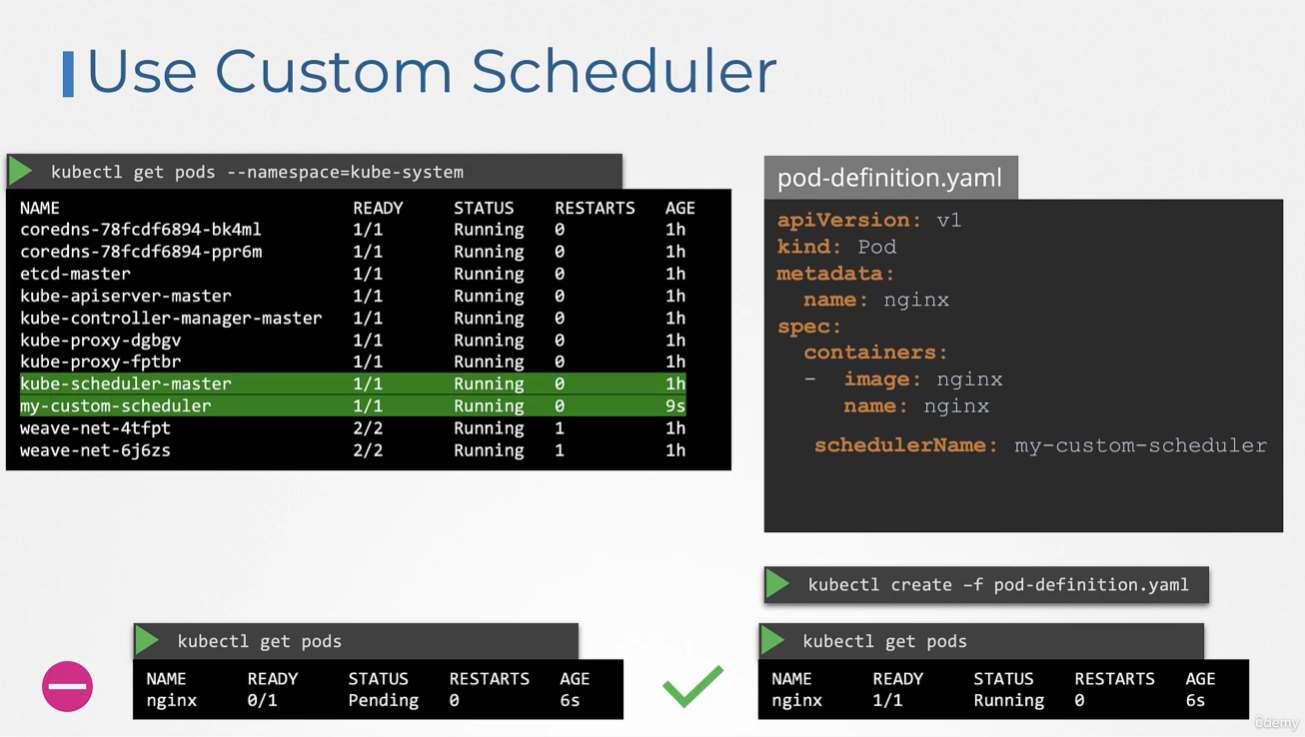 Use Custom Scheduler
kubectl get pods --namespace=kube-system
NAME READY STATUS RESTARTS AGE
coredns-78fcdf6894-bk4ml 1/1 Running 0 1h
coredns-78fcdf6894-ppr6m 1/1 Running 0 1h
etcd-master 1/1 Running 0 1h
kube-apiserver-master 1/1 Running 0 1h
kube-controller-manager-master 1/1 Running 0 1h
kube-proxy-dgbgv 1/1 Running 0 1h
kube-proxy-fptbr 1/1 Running 0 1h
kube-scheduler-master 1/1 Running 0 1h
my-custom-scheduler 1/1 Running 0 9s
weave-net-4tfpt 2/2 Running 1 1h
weave-net-6j6zs 2/2 Running 1 1h
pod-definition.yaml
apiVersion: v1
kind: Pod
metadata:
name: nginx
spec:
containers:
- image: nginx
name: nginx
schedulerName: my-custom-scheduler
kubectl create –f pod-definition.yaml
kubectl get pods
NAME READY STATUS RESTARTS AGE
nginx 0/1 Pending 0 6s
kubectl get pods
NAME READY STATUS RESTARTS AGE
nginx 1/1 Running 0 6s
ûdemy